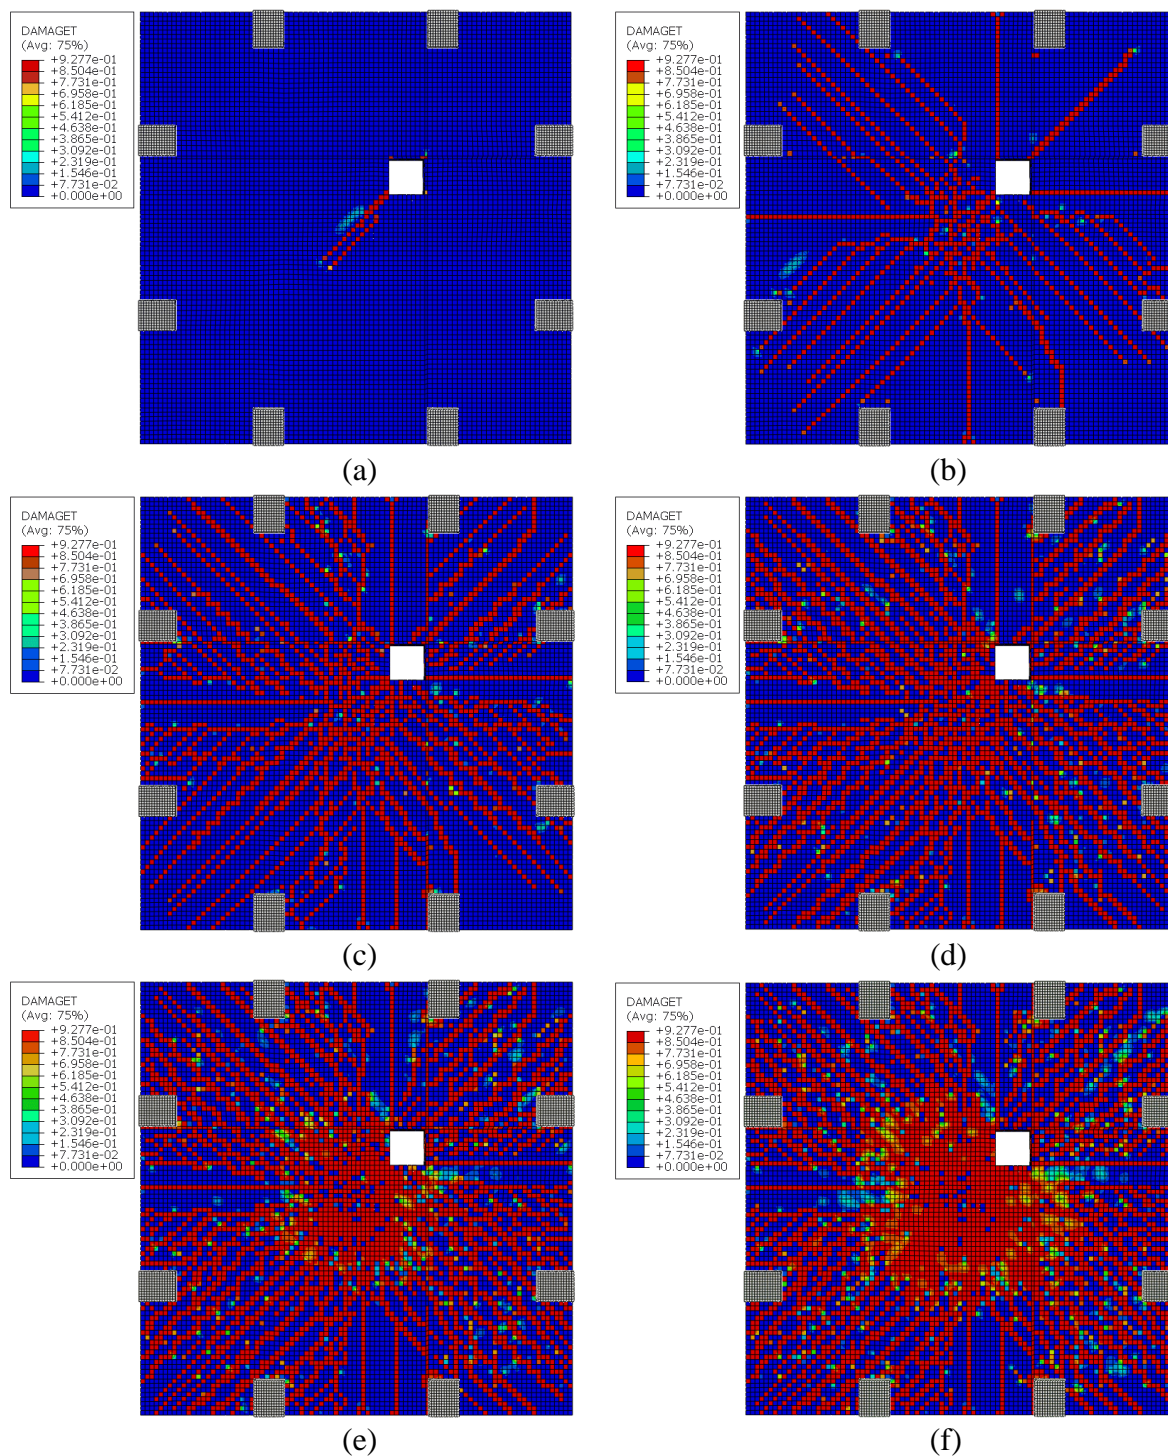 DAMAGET
(Avg: 75%)
+9.277e-01
+8.504e-01
+7.731e-01
+6.958e-01
+6.185e-01
+5.412e-01
+4.638e-01
+3.865e-01
+3.092e-01
+2.319e-01
+1.546e-01
+7.731e-02
+0.000e+00
(a)
DAMAGET
(Avg: 75%)
+9.277e-01
+8.504e-01
+7.731e-01
+6.958e-01
+6.185e-01
+5.412e-01
+4.638e-01
+3.865e-01
+3.092e-01
+2.319e-01
+1.546e-01
+7.731e-02
+0.000e+00
(b)
DAMAGET
(Avg: 75%)
+9.277e-01
+8.504e-01
+7.731e-01
+6.958e-01
+6.185e-01
+5.412e-01
+4.638e-01
+3.865e-01
+3.092e-01
+2.319e-01
+1.546e-01
+7.731e-02
+0.000e+00
(c)
DAMAGET
(Avg: 75%)
+9.277e-01
+8.504e-01
+7.731e-01
+6.958e-01
+6.185e-01
+5.412e-01
+4.638e-01
+3.865e-01
+3.092e-01
+2.319e-01
+1.546e-01
+7.731e-02
+0.000e+00
(d)
DAMAGET
(Avg: 75%)
+9.277e-01
+8.504e-01
+7.731e-01
+6.958e-01
+6.185e-01
+5.412e-01
+4.638e-01
+3.865e-01
+3.092e-01
+2.319e-01
+1.546e-01
+7.731e-02
+0.000e+00
(e)
DAMAGET
(Avg: 75%)
+9.277e-01
+8.504e-01
+7.731e-01
+6.958e-01
+6.185e-01
+5.412e-01
+4.638e-01
+3.865e-01
+3.092e-01
+2.319e-01
+1.546e-01
+7.731e-02
+0.000e+00
(f)